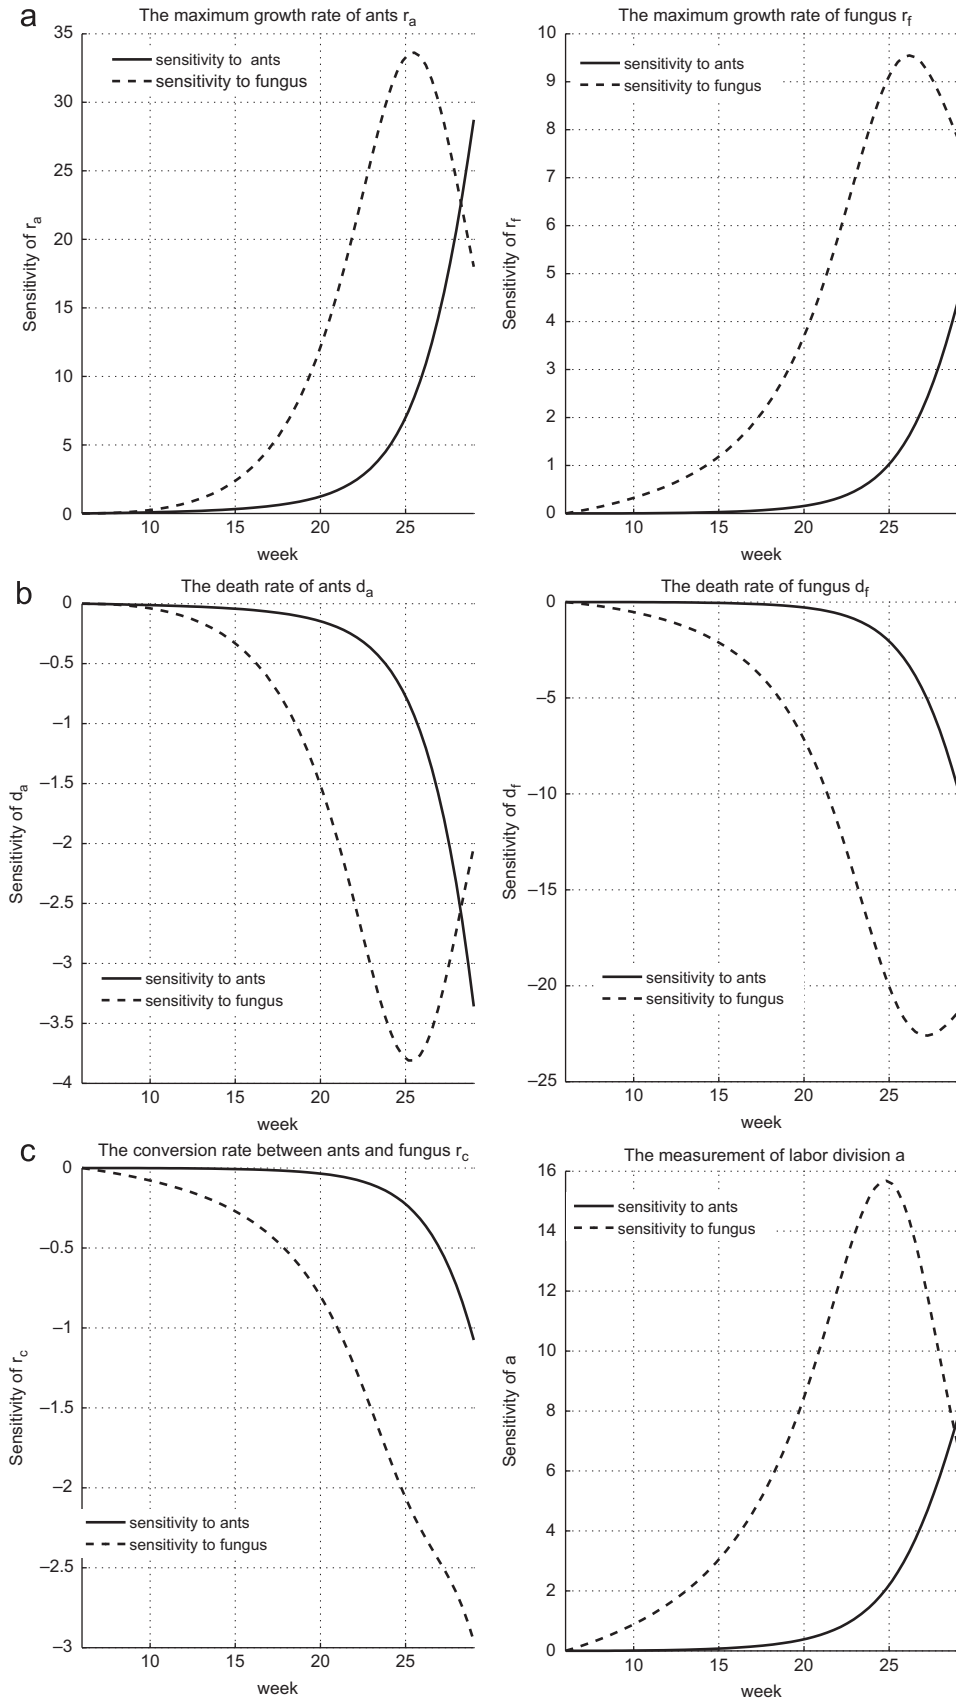 a
The maximum growth rate of ants r_a
35
30
25
20
15
10
5
0
10
15
20
25
week
Sensitivity of r_a
sensitivity to ants
sensitivity to fungus
The maximum growth rate of fungus r_f
10
9
8
7
6
5
4
3
2
1
0
10
15
20
25
week
Sensitivity of r_f
sensitivity to ants
sensitivity to fungus
b
The death rate of ants d_a
0
–0.5
–1
–1.5
–2
–2.5
–3
–3.5
–4
10
15
20
25
week
Sensitivity of d_a
sensitivity to ants
sensitivity to fungus
The death rate of fungus d_f
0
–5
–10
–15
–20
–25
10
15
20
25
week
Sensitivity of d_f
sensitivity to ants
sensitivity to fungus
c
The conversion rate between ants and fungus r_c
0
–0.5
–1
–1.5
–2
–2.5
–3
10
15
20
25
week
Sensitivity of r_c
sensitivity to ants
sensitivity to fungus
The measurement of labor division a
16
14
12
10
8
6
4
2
0
10
15
20
25
week
Sensitivity of a
sensitivity to ants
sensitivity to fungus